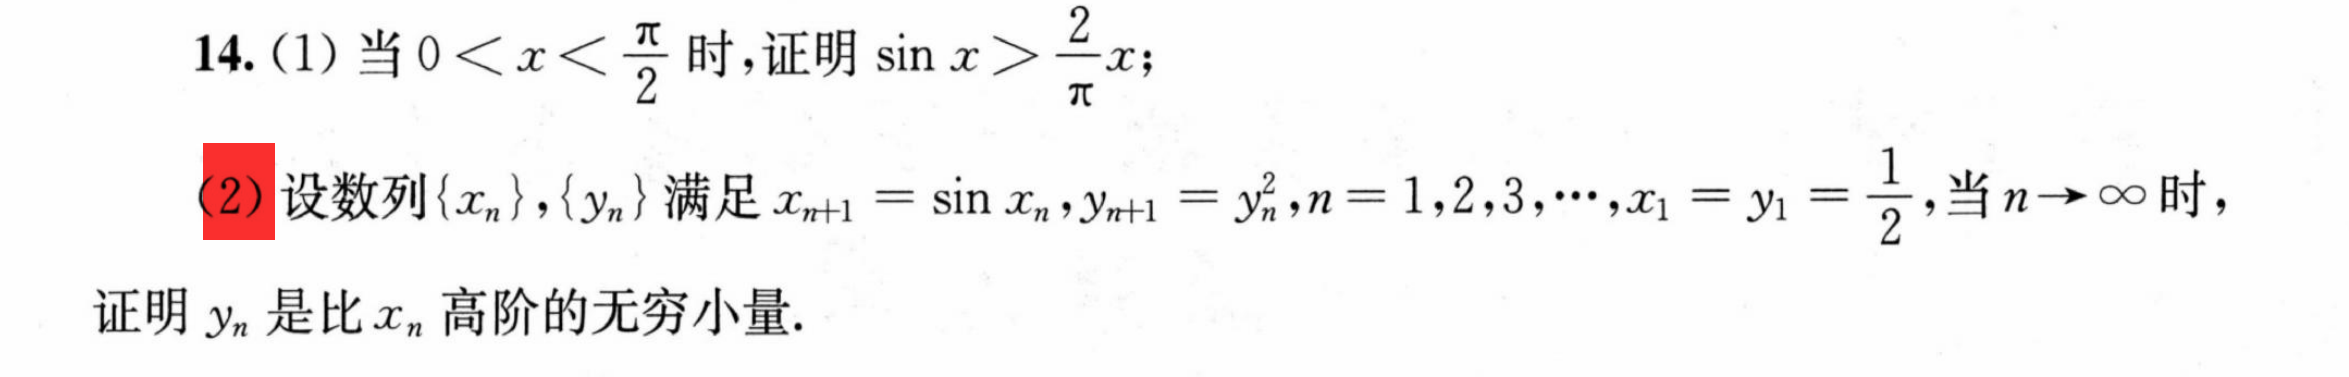 14. (1) 当 0 < x < π/2 时,证明 sin x > 2/π x;
(2) 设数列{xₙ},{yₙ}满足 xₙ₊₁ = sin xₙ,yₙ₊₁ = yₙ²,n = 1,2,3,⋯,x₁ = y₁ = 1/2,当 n→∞时,
证明 yₙ 是比 xₙ 高阶的无穷小量.